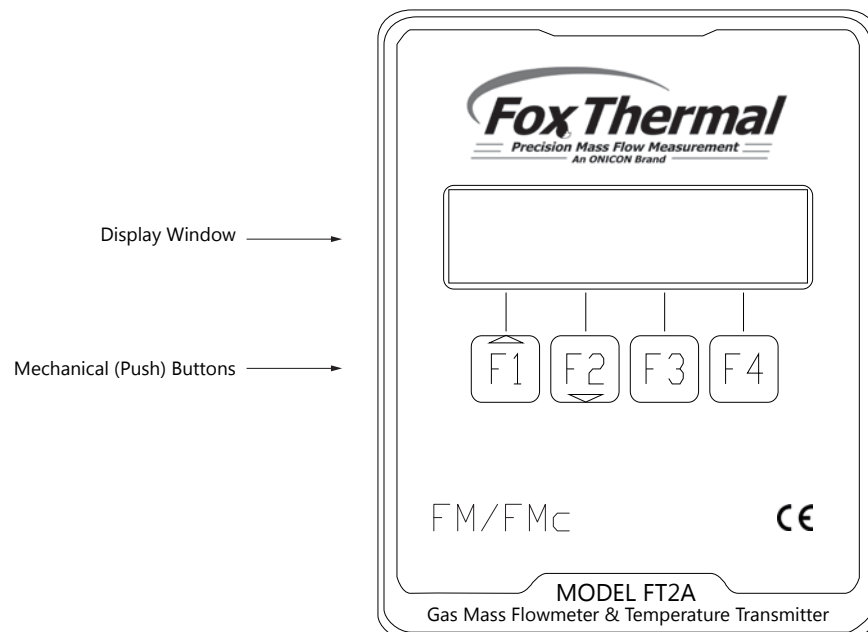 Fox Thermal
Precision Mass Flow Measurement
An ONICON Brand
Display Window
Mechanical (Push) Buttons
F1 F2 F3 F4
FM/FMc
CE
MODEL FT2A
Gas Mass Flowmeter & Temperature Transmitter